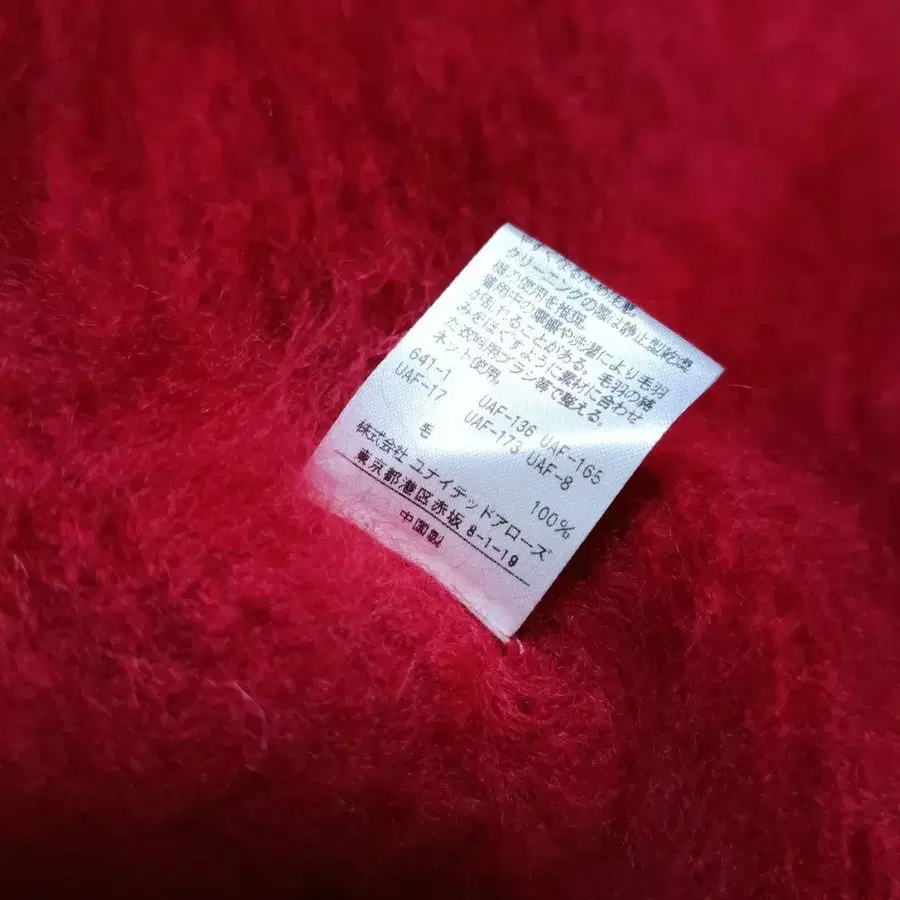 クリーニングの際は静止型乾燥
機の使用を推奨。
着用中の摩擦や洗濯により毛羽
が乱れることがある。毛羽の絡
みをほぐすように素材に合わせ
た衣料用ブラシ等で整える。
ネット使用。
641-1 UAF-136 UAF-165
UAF-17 UAF-173 UAF-8
毛 100%
株式会社 ユナイテッドアローズ
東京都港区赤坂 8-1-19
中国製